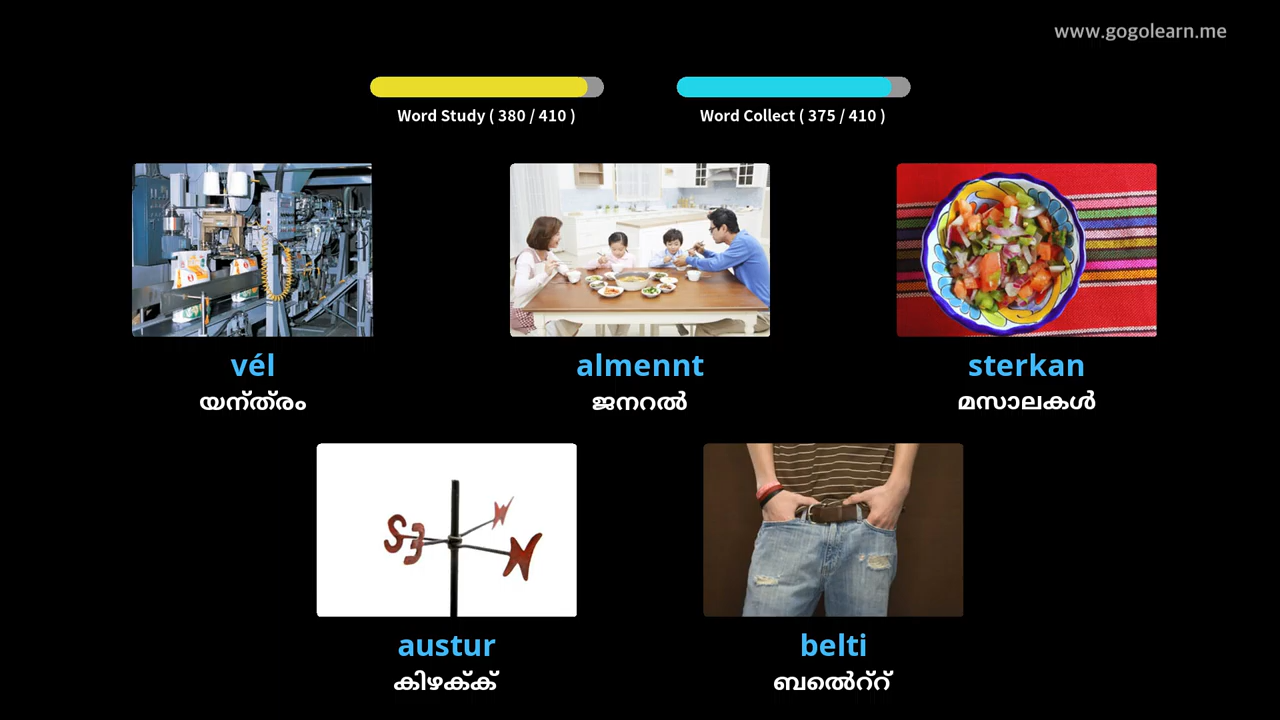 www.gogolearn.me
Word Study ( 380 / 410 )
Word Collect ( 375 / 410 )
vél
യന്ത്രം
almennt
ജനറൽ
sterkan
മസാലകൾ
S E N N
austur
കിഴക്ക്
belti
ബൽറ്റെറ്